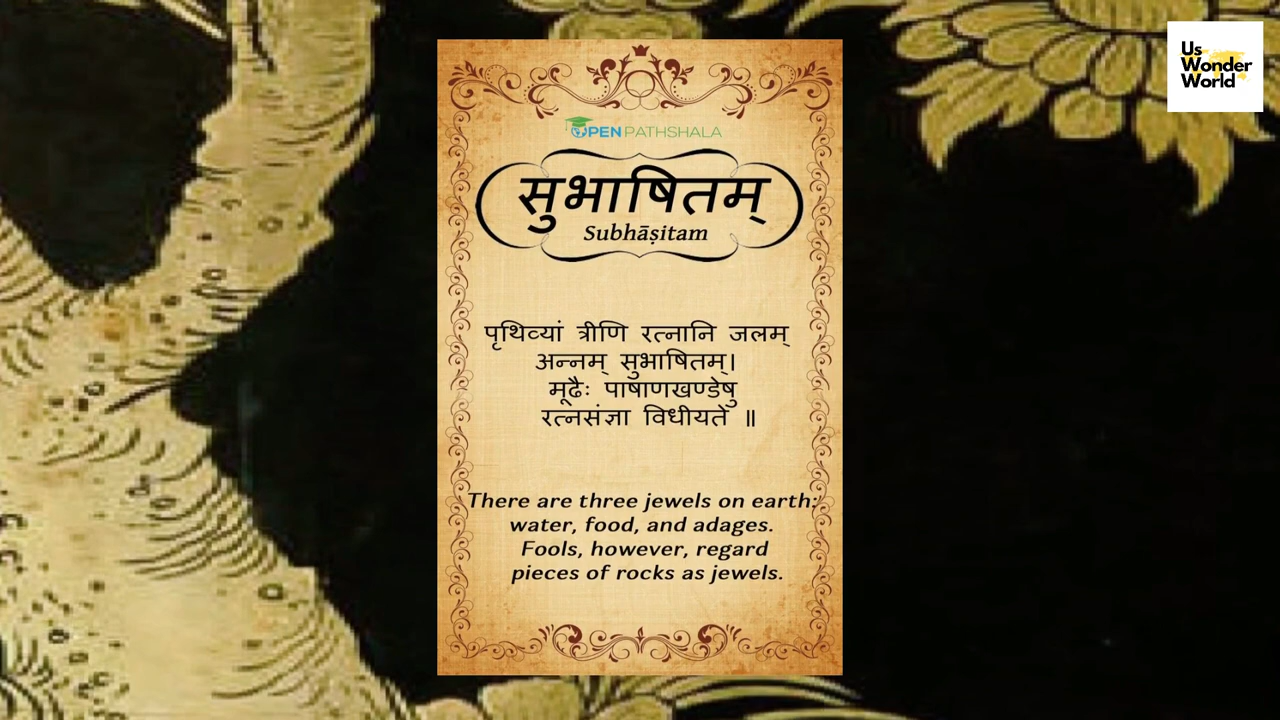 Us
Wonder
World
OPEN PATHSHALA
सुभाषितम्
Subhāṣitam
पृथिव्यां त्रीणि रत्नानि जलम्
अन्नम् सुभाषितम्।
मूढैः पाषाणखण्डेषु
रत्नसंज्ञा विधीयते ॥
There are three jewels on earth:
water, food, and adages.
Fools, however, regard
pieces of rocks as jewels.